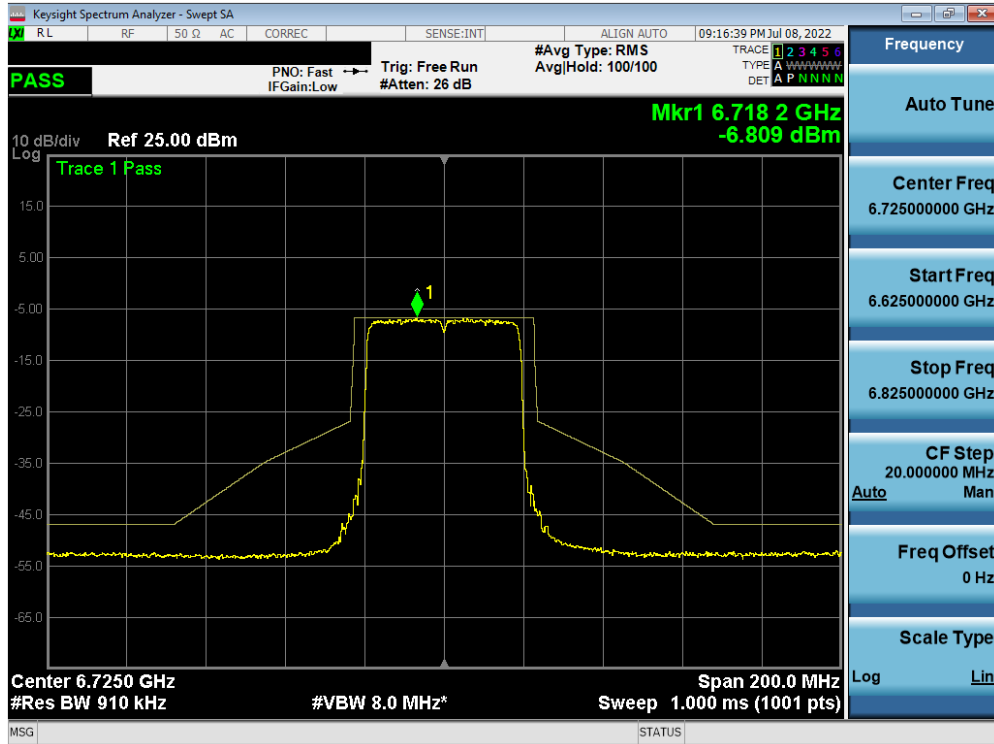 Keysight Spectrum Analyzer - Swept SA
LXI RL RF 50 Ω AC CORREC SENSE:INT ALIGN AUTO 09:16:39 PM Jul 08, 2022
PASS
PNO: Fast
IFGain:Low
Trig: Free Run
#Atten: 26 dB
#Avg Type: RMS
Avg|Hold: 100/100
TRACE 1 2 3 4 5 6
TYPE A WWWWW
DET A P N N N N
Mkr1 6.718 2 GHz
-6.809 dBm
10 dB/div Ref 25.00 dBm
Log
Trace 1 Pass
15.0
5.00
1
-5.00
-15.0
-25.0
-35.0
-45.0
-55.0
-65.0
Center 6.7250 GHz Span 200.0 MHz
#Res BW 910 kHz #VBW 8.0 MHz* Sweep 1.000 ms (1001 pts)
MSG STATUS
Frequency
Auto Tune
Center Freq
6.725000000 GHz
Start Freq
6.625000000 GHz
Stop Freq
6.825000000 GHz
CF Step
20.000000 MHz
Auto Man
Freq Offset
0 Hz
Scale Type
Log Lin